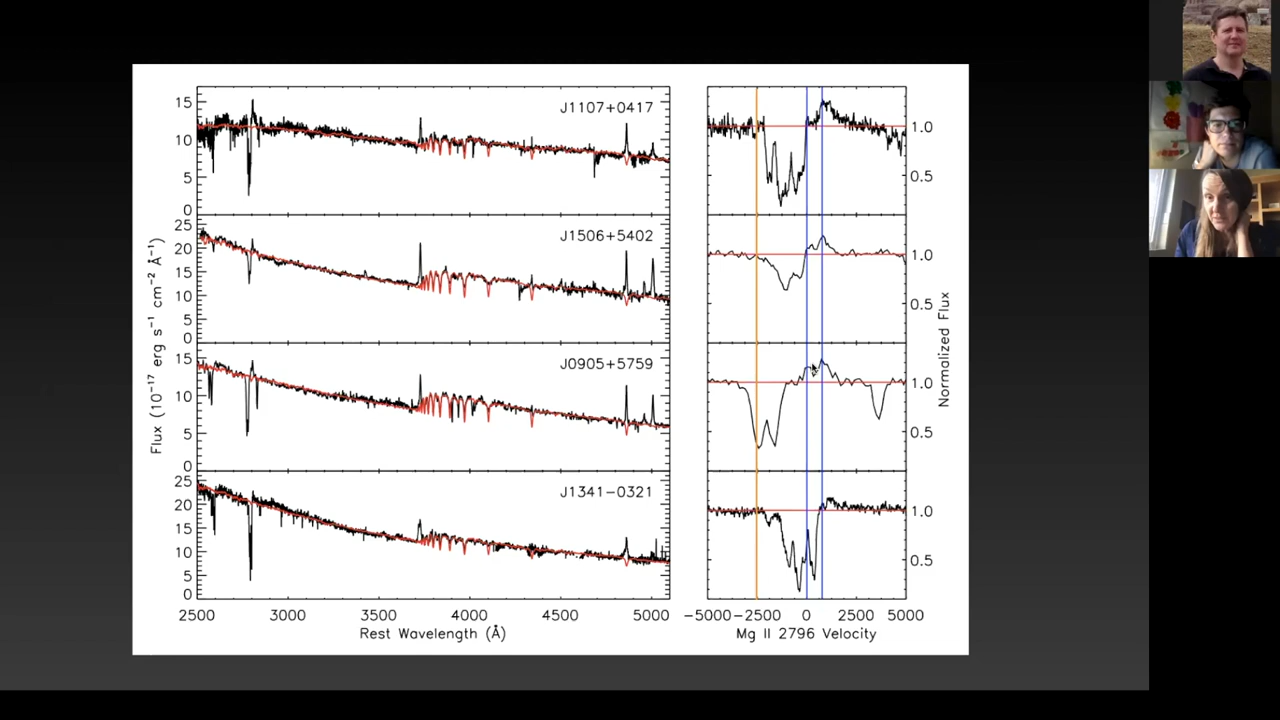 J1107+0417
15
10
5
0
1.0
0.5
J1506+5402
25
20
15
10
5
0
1.0
0.5
J0905+5759
15
10
5
0
1.0
0.5
J1341−0321
25
20
15
10
5
0
1.0
0.5
Flux (10⁻¹⁷ erg s⁻¹ cm⁻² Å⁻¹)
Normalized Flux
2500 3000 3500 4000 4500 5000
−5000 −2500 0 2500 5000
Rest Wavelength (Å)
Mg II 2796 Velocity